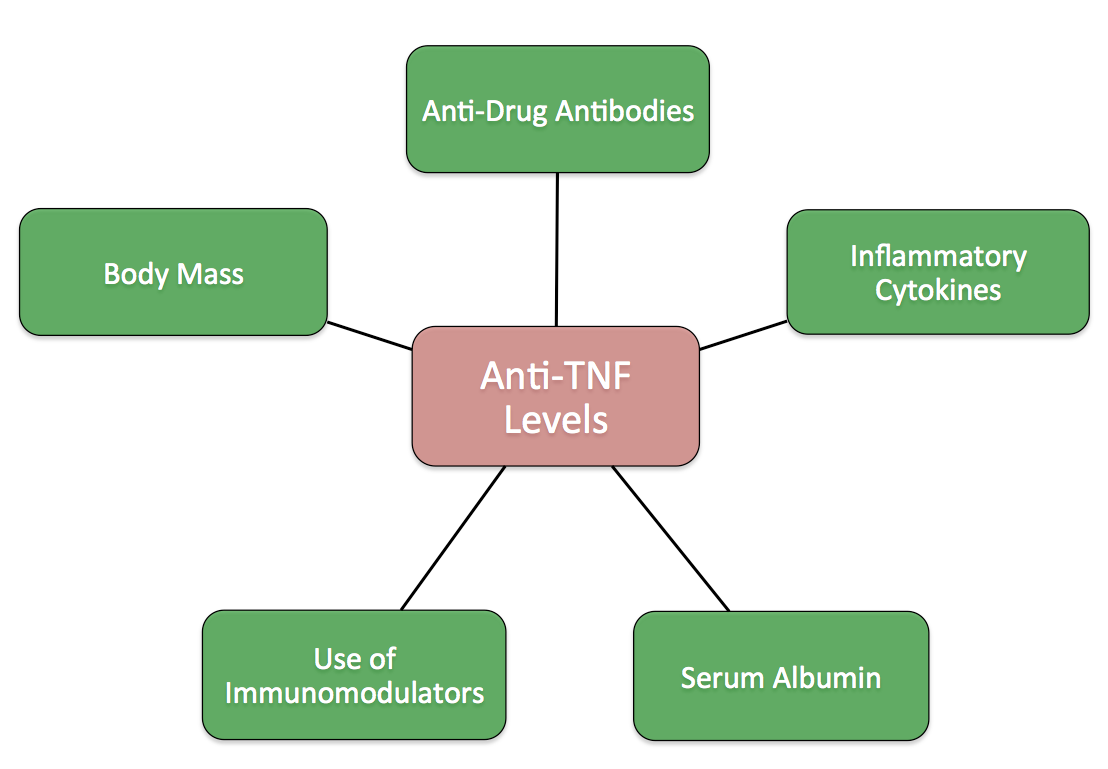 Anti-Drug Antibodies
Body Mass
Inflammatory
Cytokines
Anti-TNF
Levels
Use of
Immunomodulators
Serum Albumin